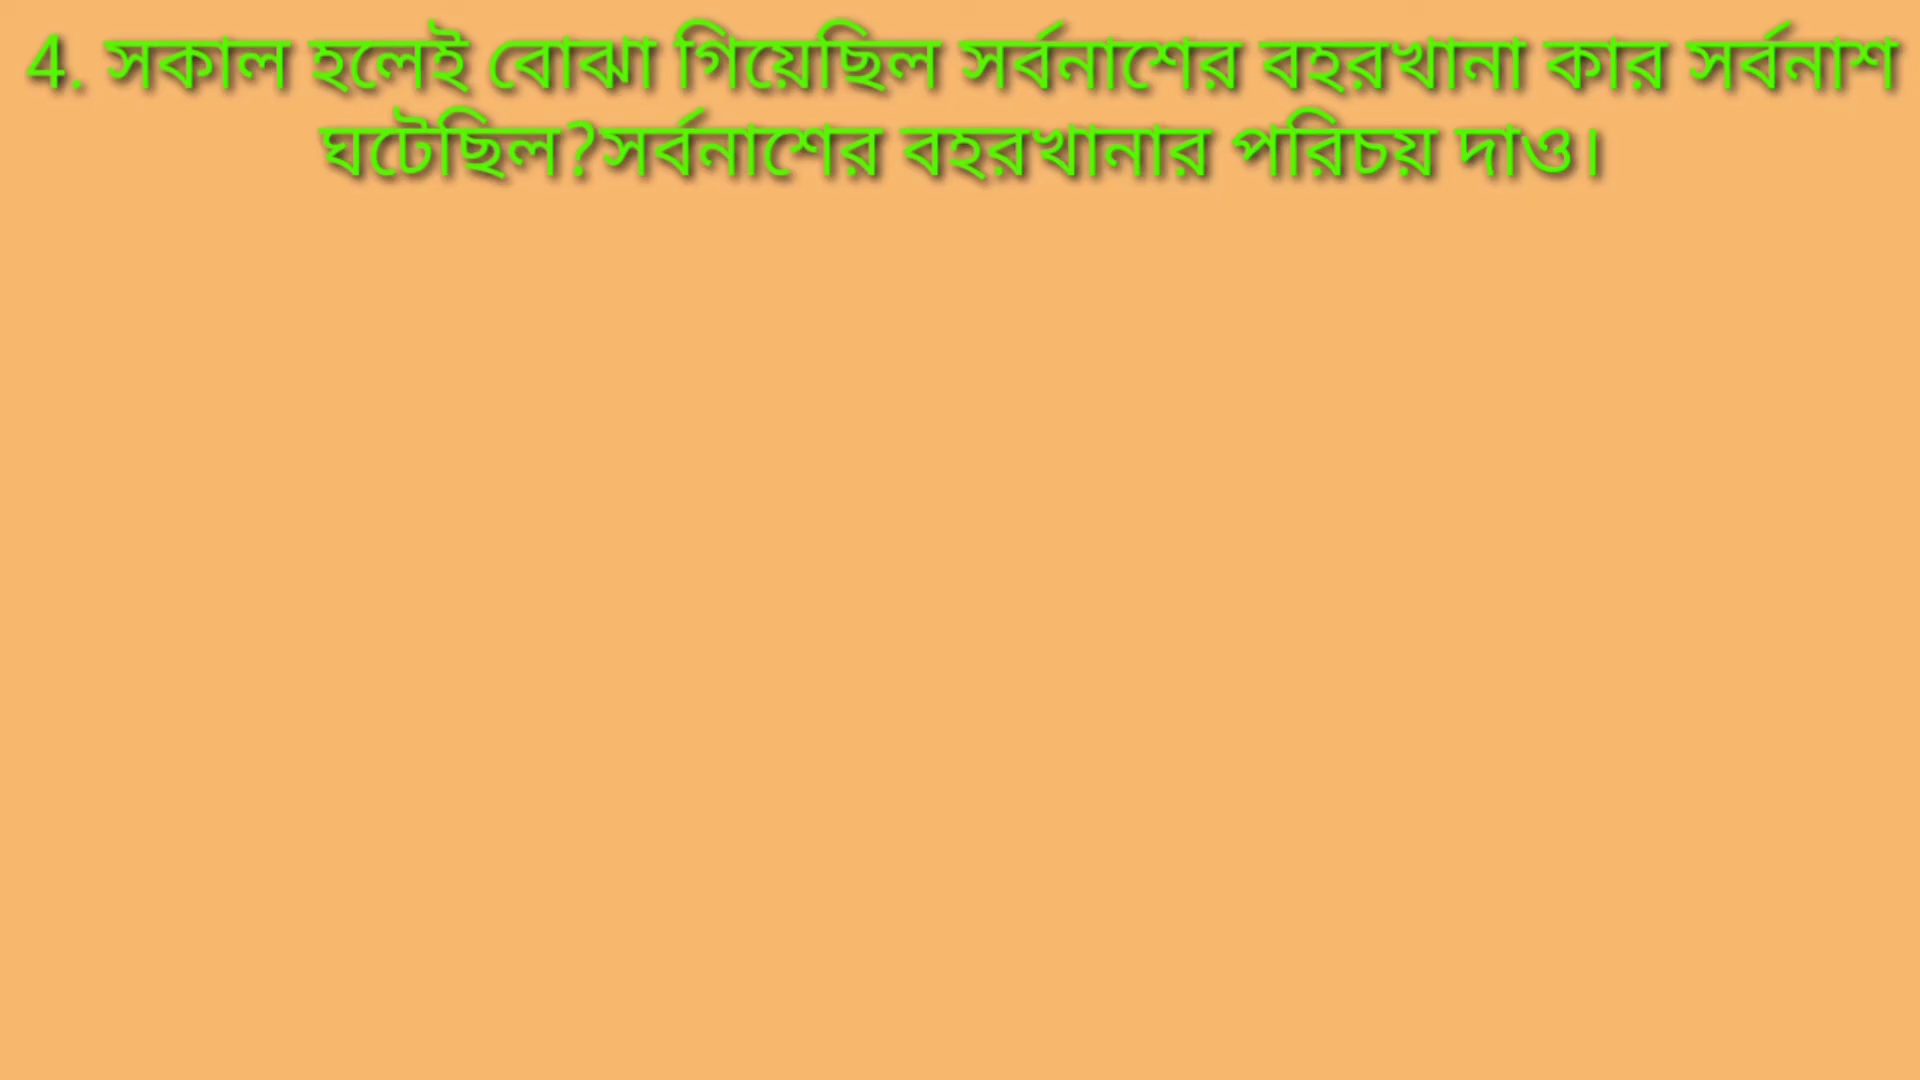 4. সকাল হলেই বোঝা গিয়েছিল সর্বনাশের বহরখানা কার সর্বনাশ
ঘটেছিল?সর্বনাশের বহরখানার পরিচয় দাও।